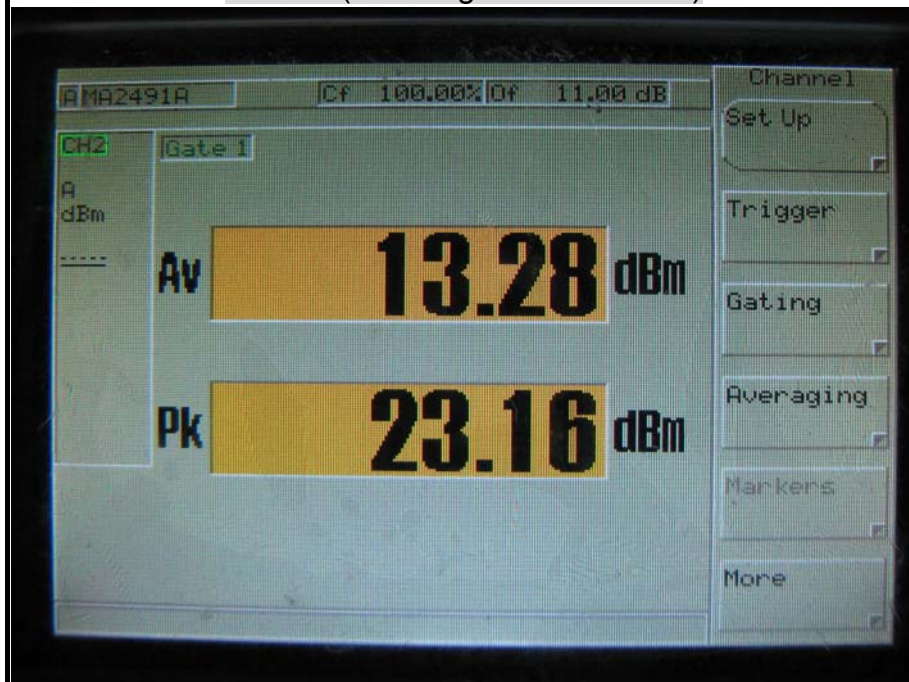 A MA2491A Cf 100.00% Of 11.00 dB
CH2 Gate 1
A
dBm
-----
Av 13.28 dBm
Pk 23.16 dBm
Channel
Set Up
Trigger
Gating
Averaging
Markers
More